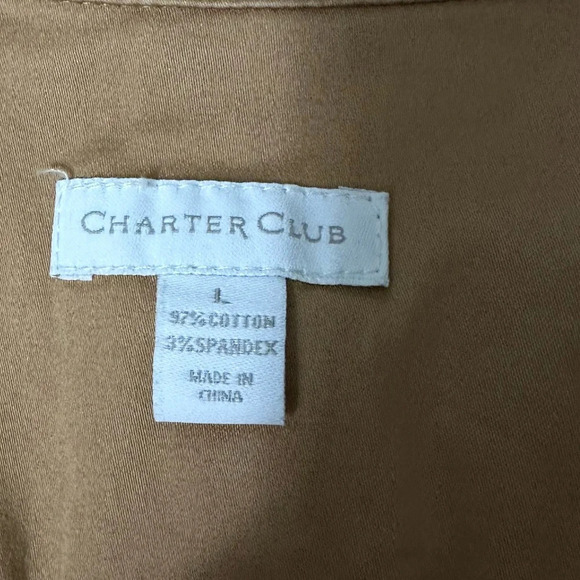 CHARTER CLUB
L
97% COTTON
3% SPANDEX
MADE IN
CHINA